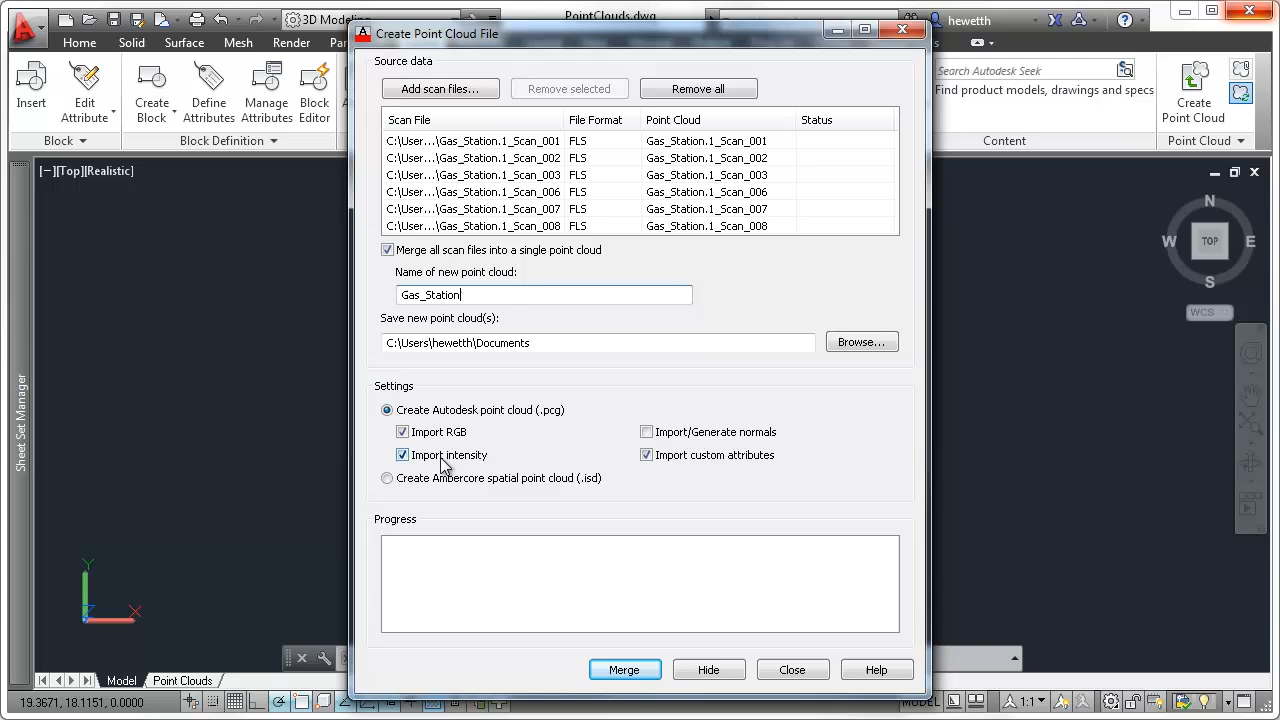 3D Modeling
PointClouds.dwg
hewetth
Home Solid Surface Mesh Render
Insert
Edit Attribute
Create Block
Define Attributes
Manage Attributes
Block Editor
Block
Block Definition
Search Autodesk Seek
Find product models, drawings and specs
Content
Create Point Cloud
Point Cloud
[−][Top][Realistic]
N
W TOP E
S
WCS
Sheet Set Manager
Create Point Cloud File
Source data
Add scan files... Remove selected Remove all
Scan File File Format Point Cloud Status
C:\User...\Gas_Station.1_Scan_001 FLS Gas_Station.1_Scan_001
C:\User...\Gas_Station.1_Scan_002 FLS Gas_Station.1_Scan_002
C:\User...\Gas_Station.1_Scan_003 FLS Gas_Station.1_Scan_003
C:\User...\Gas_Station.1_Scan_006 FLS Gas_Station.1_Scan_006
C:\User...\Gas_Station.1_Scan_007 FLS Gas_Station.1_Scan_007
C:\User...\Gas_Station.1_Scan_008 FLS Gas_Station.1_Scan_008
Merge all scan files into a single point cloud
Name of new point cloud:
Gas_Station
Save new point cloud(s):
C:\Users\hewetth\Documents
Browse...
Settings
Create Autodesk point cloud (.pcg)
Import RGB Import/Generate normals
Import intensity Import custom attributes
Create Ambercore spatial point cloud (.isd)
Progress
Merge Hide Close Help
Y
Z X
Model Point Clouds
19.3671, 18.1151, 0.0000
MODEL
1:1